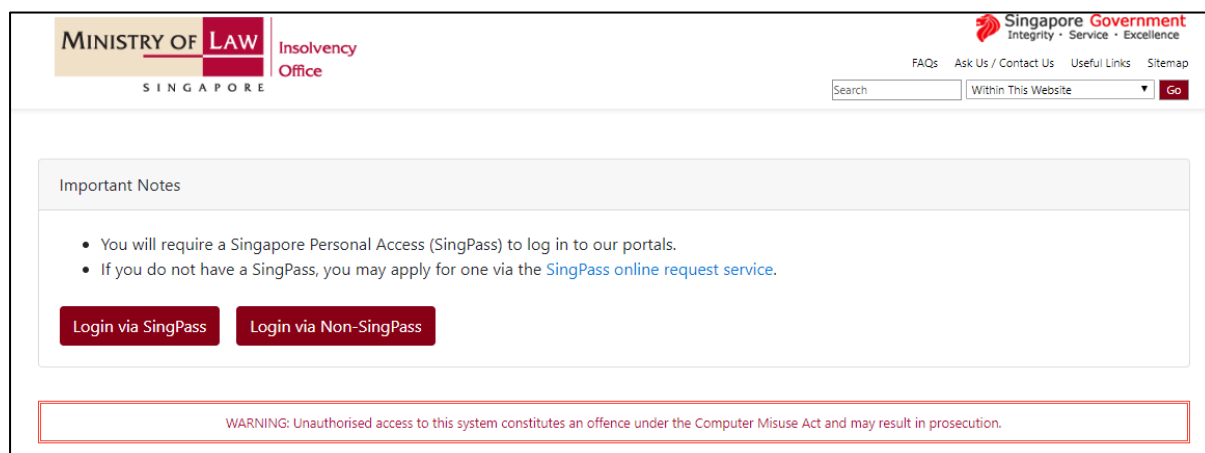 MINISTRY OF LAW
SINGAPORE
Insolvency
Office
Singapore Government
Integrity · Service · Excellence
FAQs Ask Us / Contact Us Useful Links Sitemap
Search Within This Website Go
Important Notes
• You will require a Singapore Personal Access (SingPass) to log in to our portals.
• If you do not have a SingPass, you may apply for one via the SingPass online request service.
Login via SingPass Login via Non-SingPass
WARNING: Unauthorised access to this system constitutes an offence under the Computer Misuse Act and may result in prosecution.